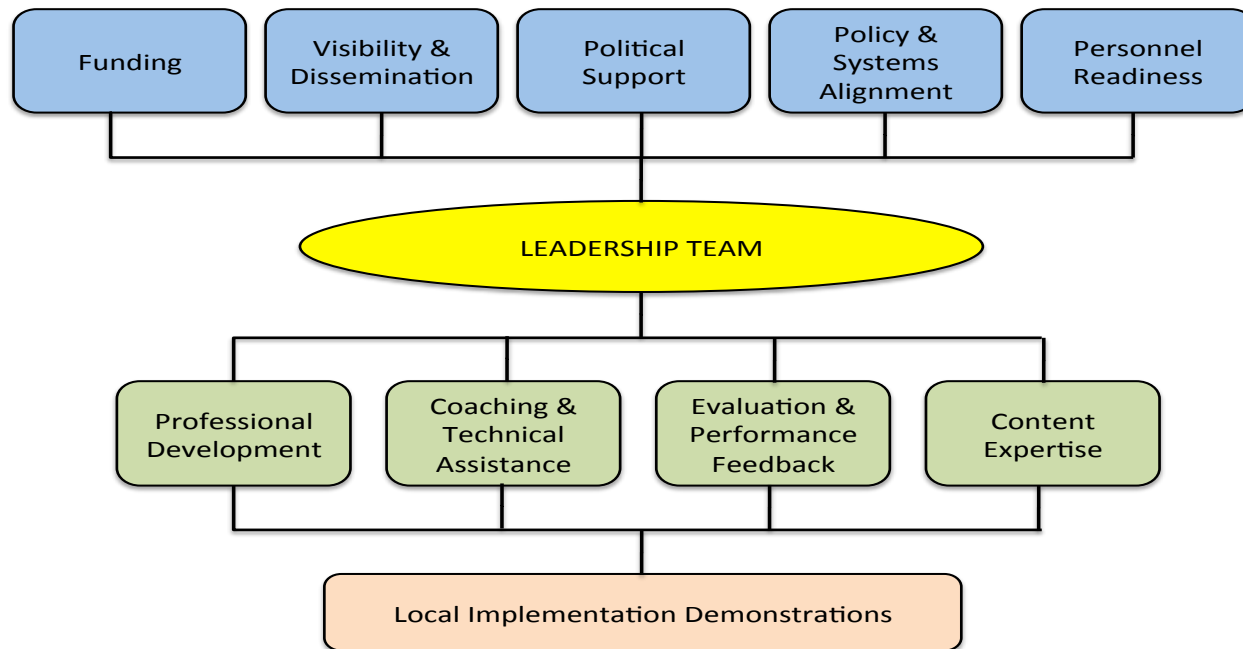 Funding
Visibility &
Dissemination
Political
Support
Policy &
Systems
Alignment
Personnel
Readiness
LEADERSHIP TEAM
Professional
Development
Coaching &
Technical
Assistance
Evaluation &
Performance
Feedback
Content
Expertise
Local Implementation Demonstrations